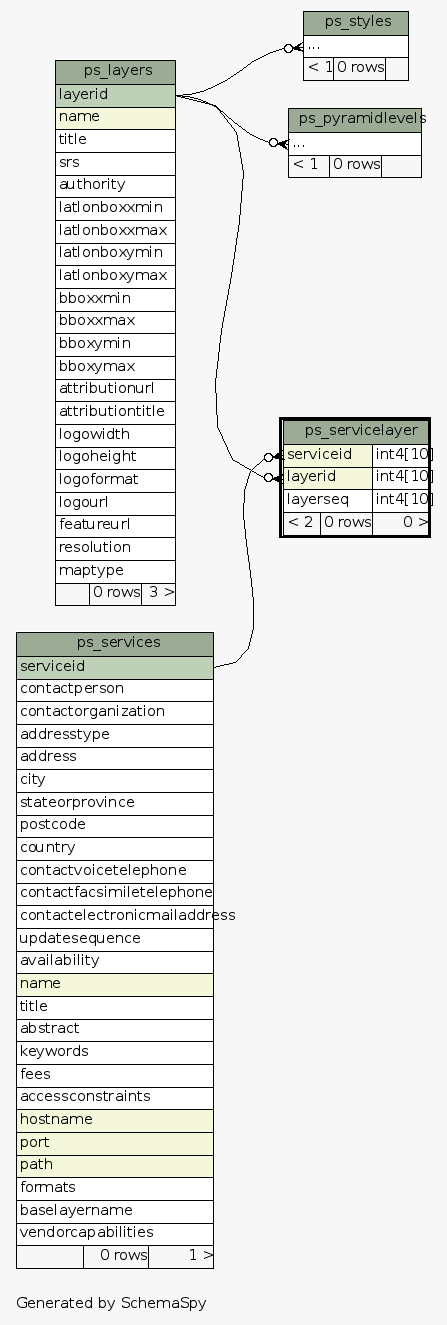 ps_styles
...
< 1 0 rows
ps_layers
layerid
name
title
srs
authority
latlonboxxmin
latlonboxxmax
latlonboxymin
latlonboxymax
bboxxmin
bboxxmax
bboxymin
bboxymax
attributionurl
attributiontitle
logowidth
logoheight
logoformat
logourl
featureurl
resolution
maptype
0 rows 3 >
ps_pyramidlevels
...
< 1 0 rows
ps_servicelayer
serviceid int4[10]
layerid int4[10]
layerseq int4[10]
< 2 0 rows 0 >
ps_services
serviceid
contactperson
contactorganization
addresstype
address
city
stateorprovince
postcode
country
contactvoicetelephone
contactfacsimiletelephone
contactelectronicmailaddress
updatesequence
availability
name
title
abstract
keywords
fees
accessconstraints
hostname
port
path
formats
baselayername
vendorcapabilities
0 rows 1 >
Generated by SchemaSpy